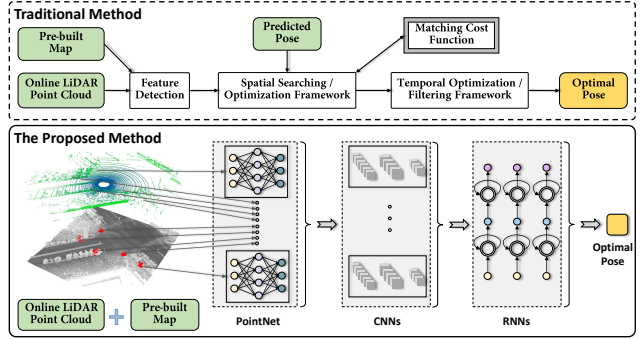 Traditional Method
Pre-built
Map
Predicted
Pose
Matching Cost
Function
Online LiDAR
Point Cloud
Feature
Detection
Spatial Searching /
Optimization Framework
Temporal Optimization /
Filtering Framework
Optimal
Pose
The Proposed Method
Optimal
Pose
Online LiDAR
Point Cloud
Pre-built
Map
PointNet
CNNs
RNNs